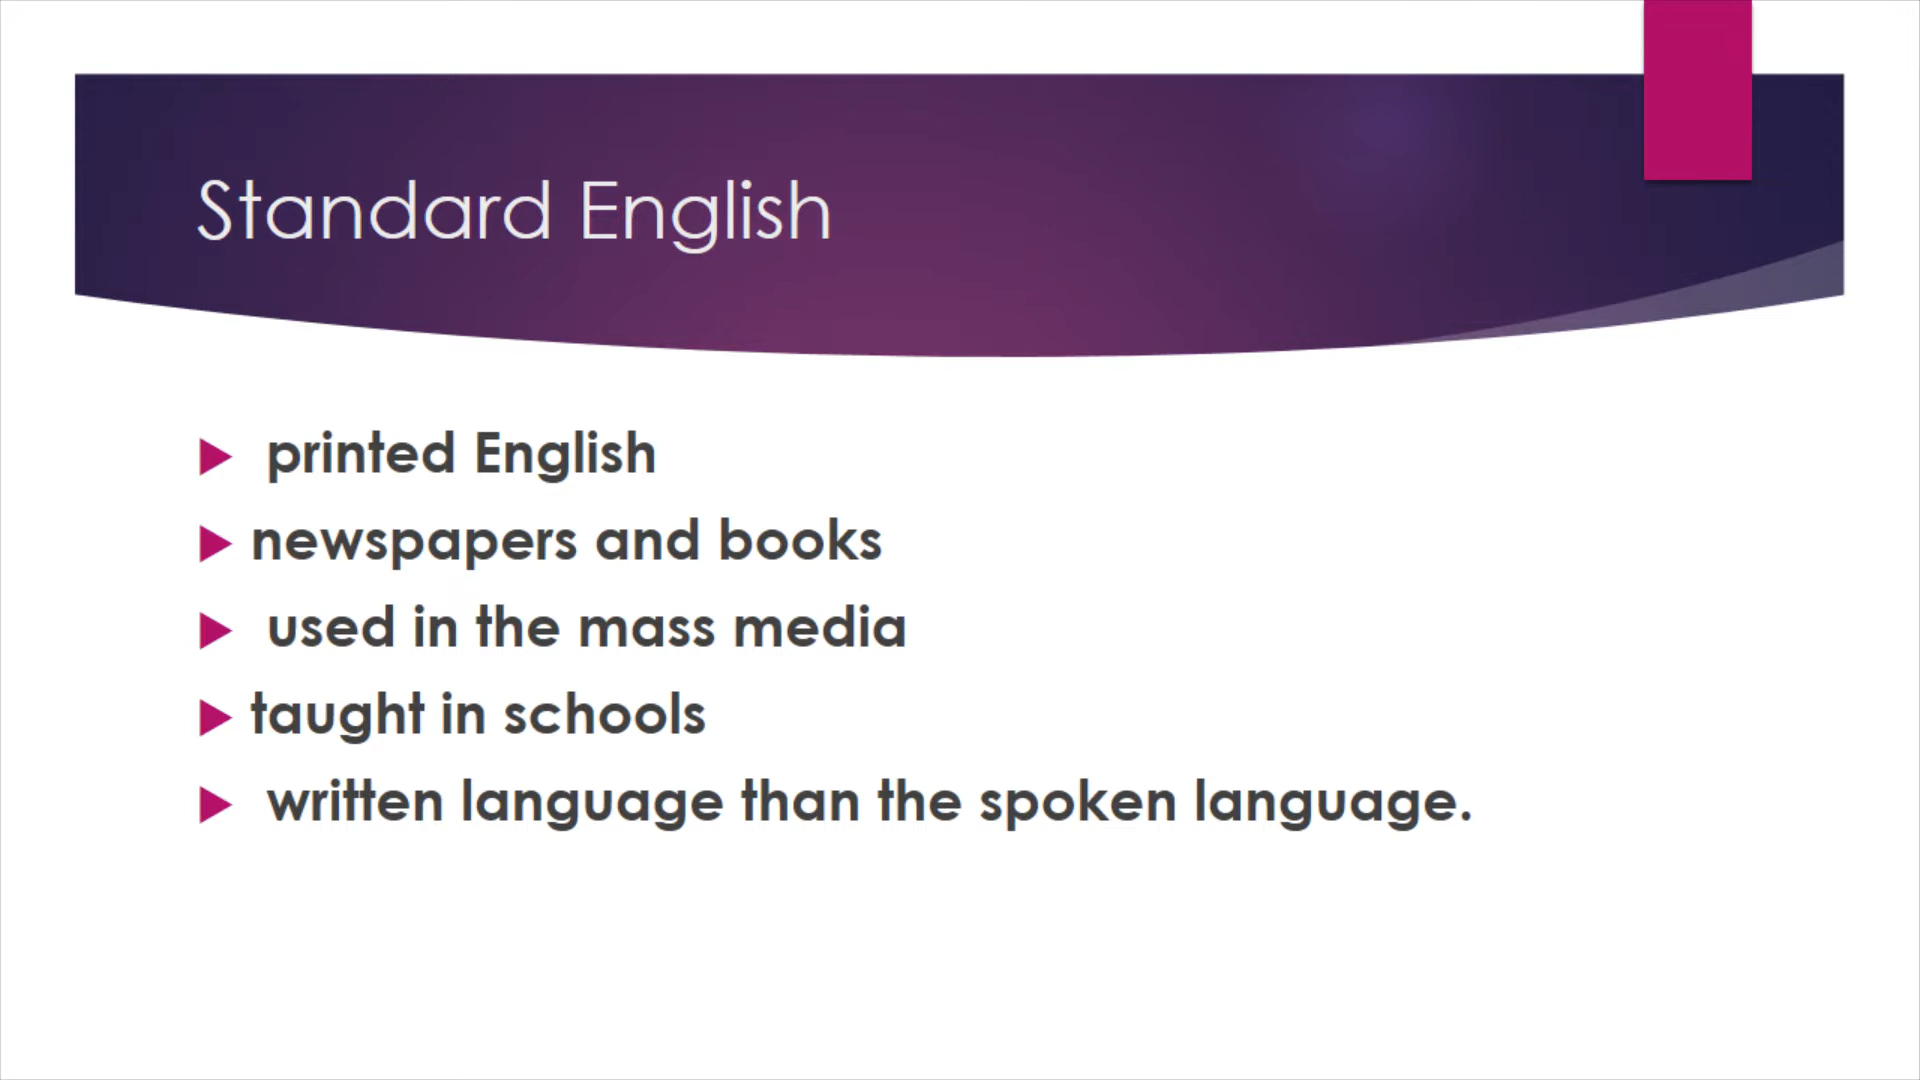 Standard English
printed English
newspapers and books
used in the mass media
taught in schools
written language than the spoken language.